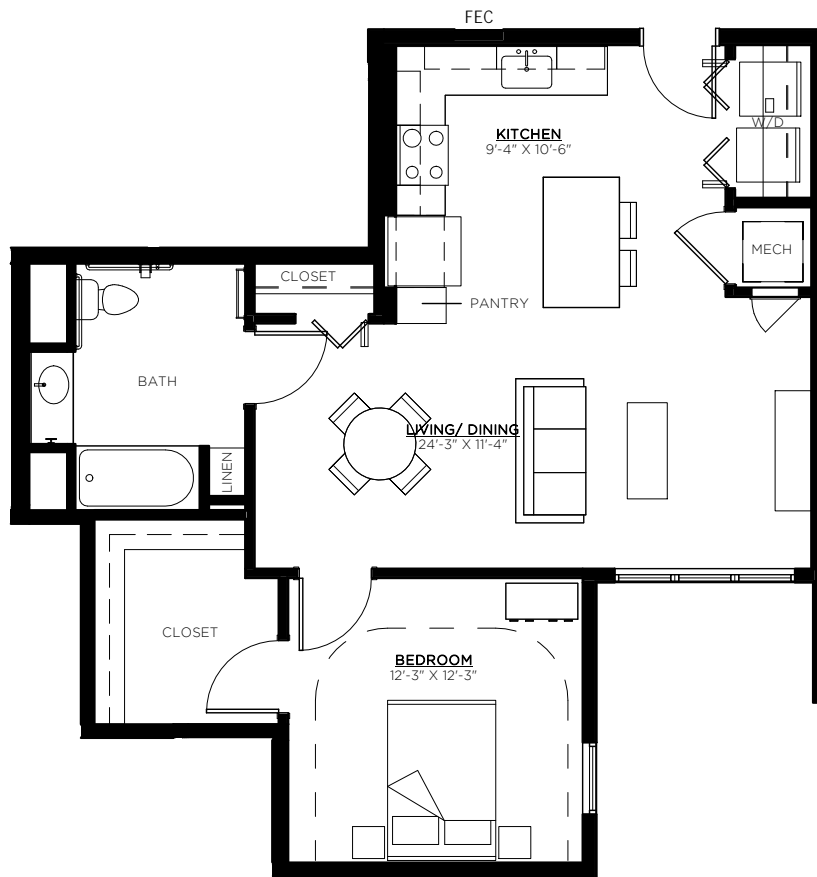 FEC
KITCHEN
9'-4" X 10'-6"
W/D
MECH
CLOSET
PANTRY
BATH
LIVING/ DINING
24'-3" X 11'-4"
LINEN
CLOSET
BEDROOM
12'-3" X 12'-3"